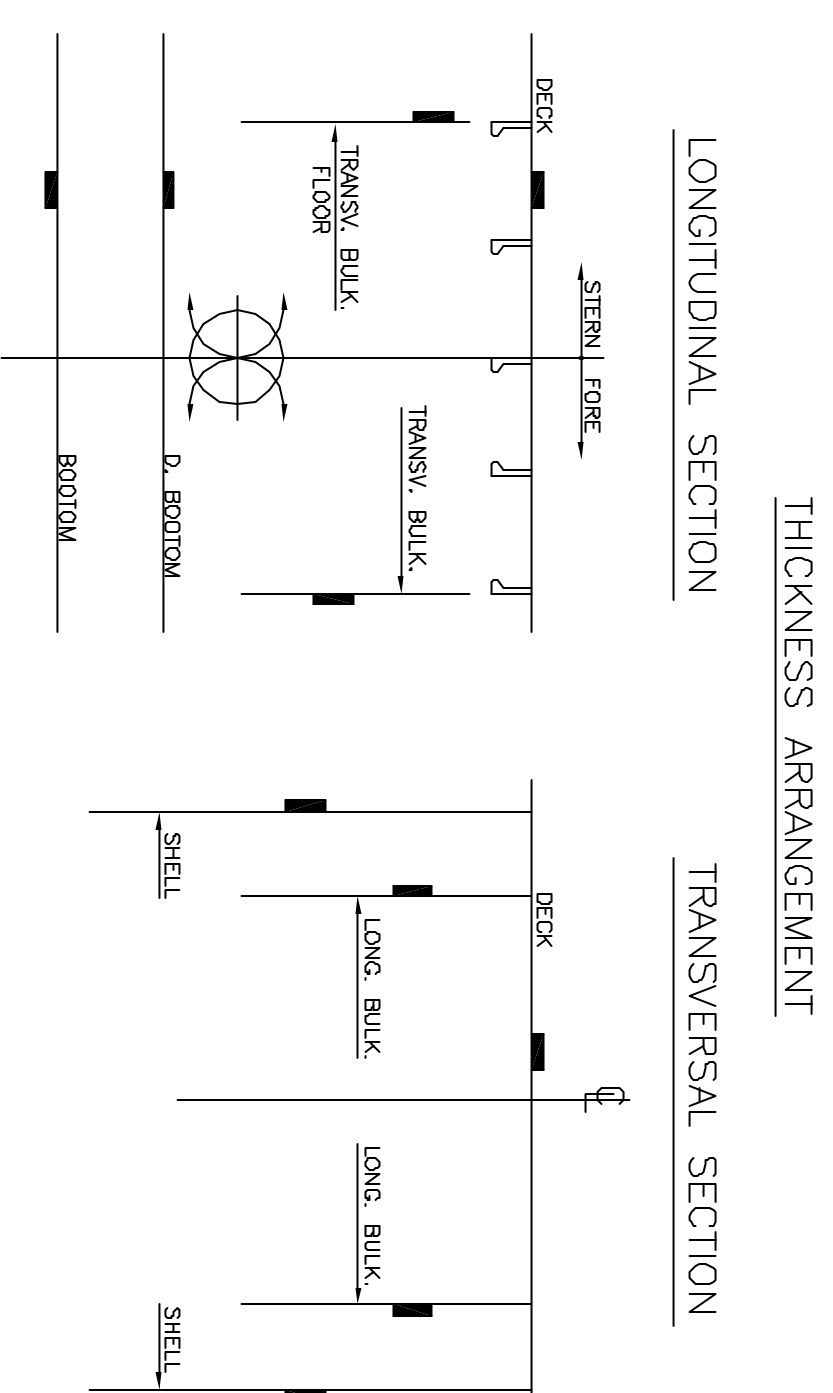 THICKNESS ARRANGEMENT
LONGITUDINAL SECTION
STERN FORE
DECK
TRANSV. BULK.
FLOOR
TRANSV. BULK.
D. BOOTOM
BOOTOM
TRANSVERSAL SECTION
CL
DECK
LONG. BULK.
LONG. BULK.
SHELL
SHELL